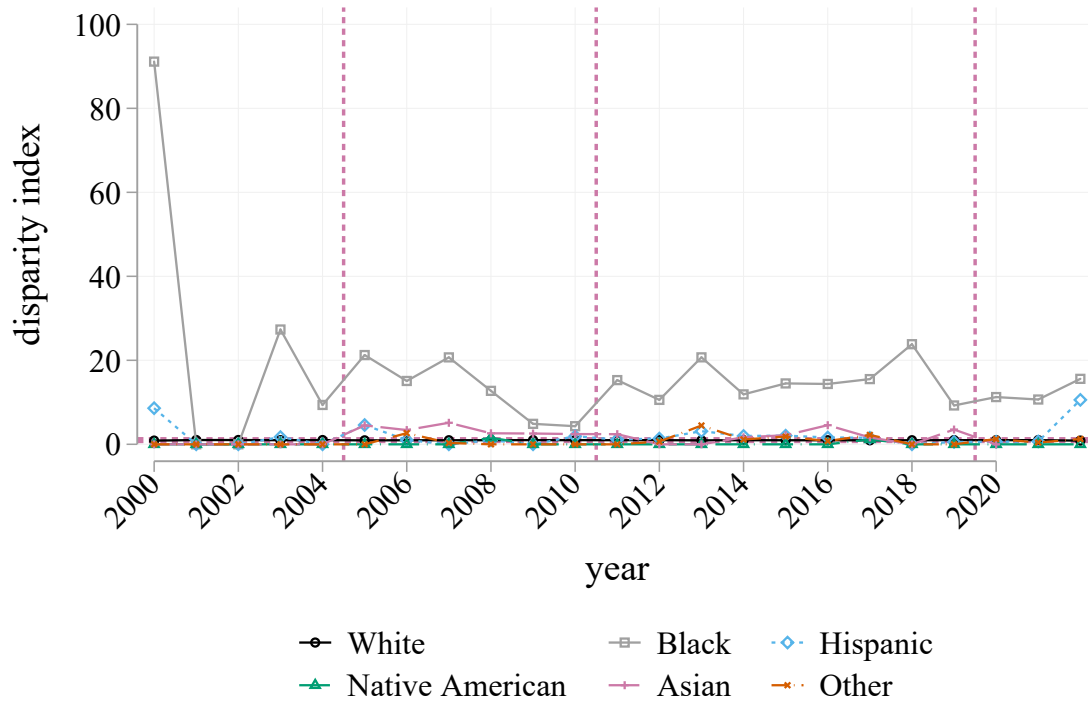 100
80
60
40
20
0
disparity index
2000 2002 2004 2006 2008 2010 2012 2014 2016 2018 2020
year
White Black Hispanic
Native American Asian Other